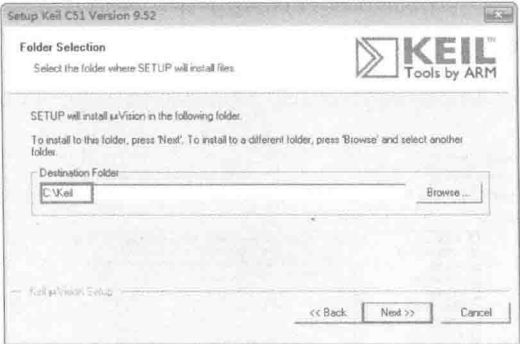 Setup Keil C51 Version 9.52
Folder Selection
Select the folder where SETUP will install files.
KEIL™
Tools by ARM
SETUP will install µVision in the following folder.
To install to this folder, press 'Next'. To install to a different folder, press 'Browse' and select another
folder.
Destination Folder
C:\Keil
Browse ...
Keil µVision Setup
<< Back
Next >>
Cancel